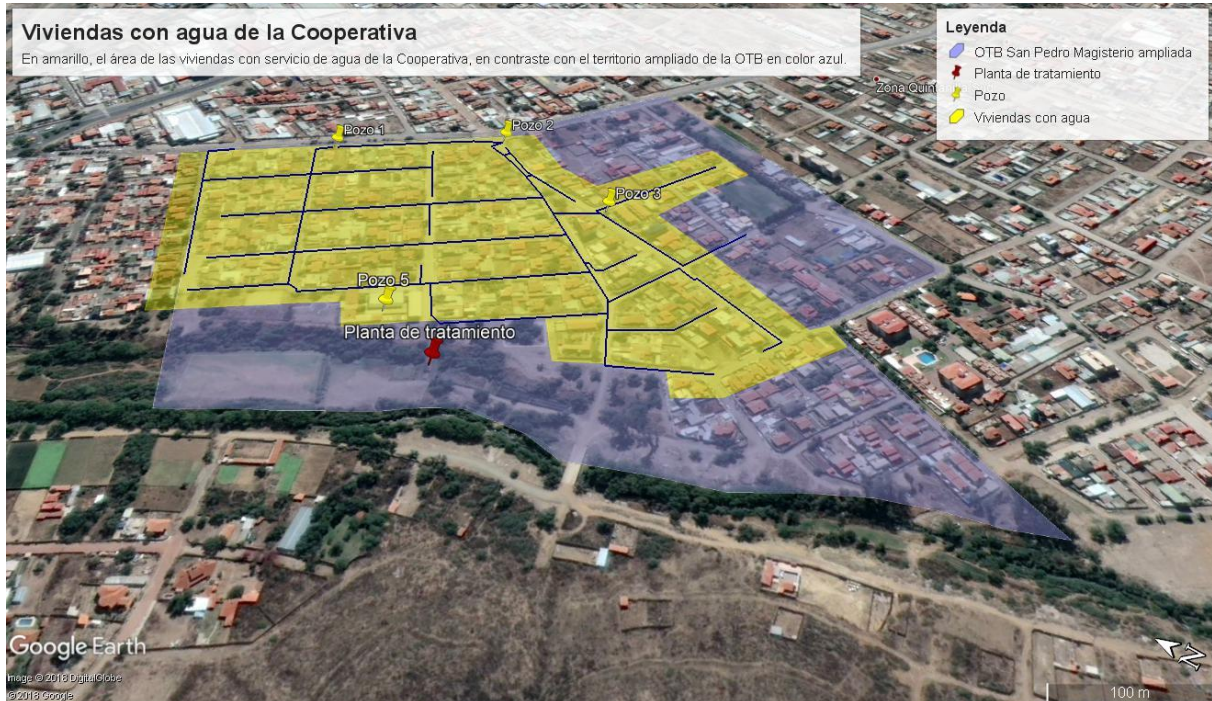 Viviendas con agua de la Cooperativa
En amarillo, el área de las viviendas con servicio de agua de la Cooperativa, en contraste con el territorio ampliado de la OTB en color azul.
Leyenda
OTB San Pedro Magisterio ampliada
Planta de tratamiento
Pozo
Viviendas con agua
Zona
Pozo 1
Pozo 2
Pozo 3
Pozo 5
Planta de tratamiento
Google Earth
Image © 2018 DigitalGlobe
© 2018 Google
N
100 m